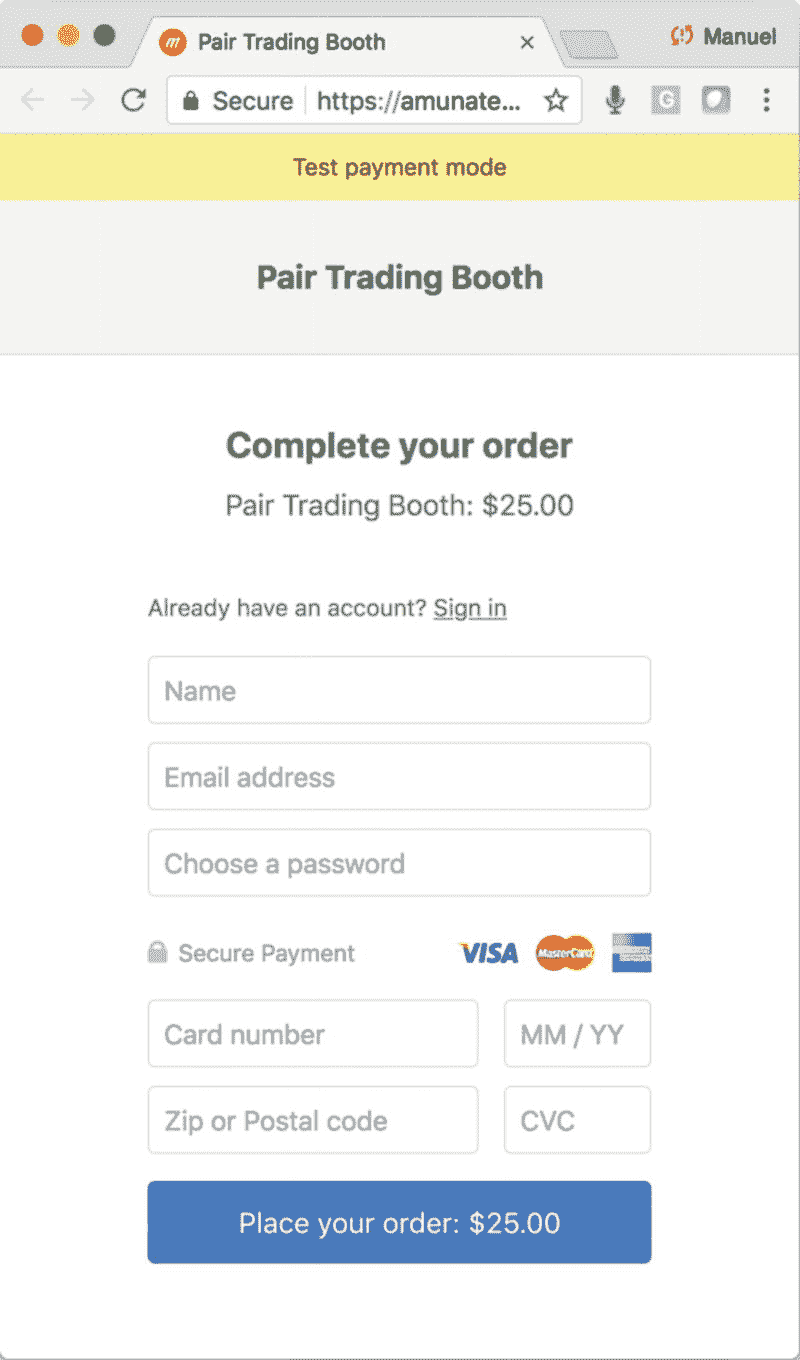 Pair Trading Booth
Manuel
Secure https://amunate...
G
Test payment mode
Pair Trading Booth
Complete your order
Pair Trading Booth: $25.00
Already have an account? Sign in
Name
Email address
Choose a password
Secure Payment VISA MasterCard
Card number MM / YY
Zip or Postal code CVC
Place your order: $25.00